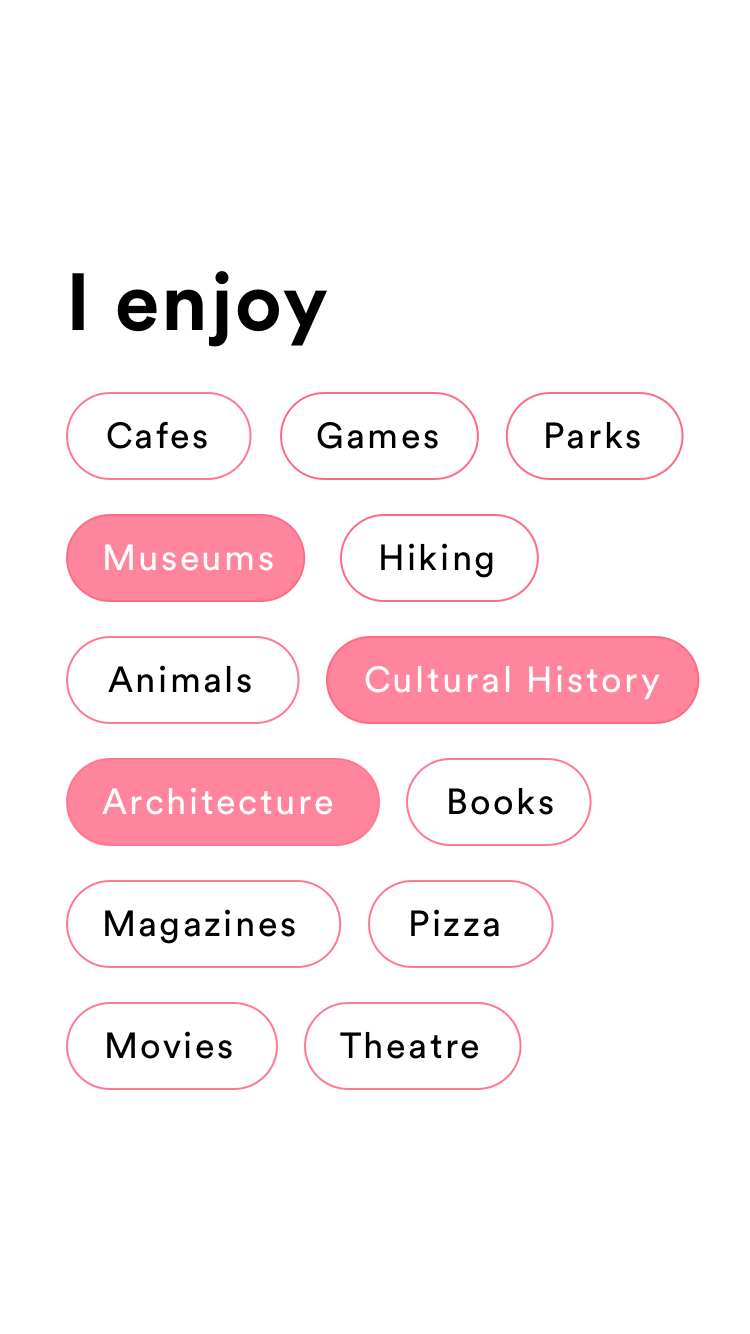 I enjoy
Cafes Games Parks
Museums Hiking
Animals Cultural History
Architecture Books
Magazines Pizza
Movies Theatre